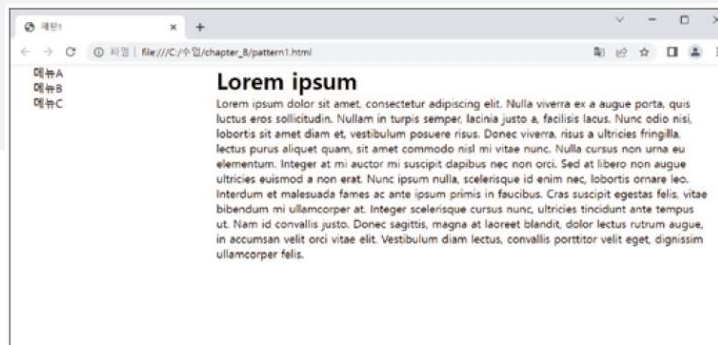 패턴1
파일 file:///C:/수업/chapter_8/pattern1.html
메뉴A
메뉴B
메뉴C
Lorem ipsum
Lorem ipsum dolor sit amet, consectetur adipiscing elit. Nulla viverra ex a augue porta, quis
luctus eros sollicitudin. Nullam in turpis semper, lacinia justo a, facilisis lacus. Nunc odio nisi,
lobortis sit amet diam et, vestibulum posuere risus. Donec viverra, risus a ultricies fringilla,
lectus purus aliquet quam, sit amet commodo nisl mi vitae nunc. Nulla cursus non urna eu
elementum. Integer at mi auctor mi suscipit dapibus nec non orci. Sed at libero non augue
ultricies euismod a non erat. Nunc ipsum nulla, scelerisque id enim nec, lobortis ornare leo.
Interdum et malesuada fames ac ante ipsum primis in faucibus. Cras suscipit egestas felis, vitae
bibendum mi ullamcorper at. Integer scelerisque cursus nunc, ultricies tincidunt ante tempus
ut. Nam id convallis justo. Donec sagittis, magna at laoreet blandit, dolor lectus rutrum augue,
in accumsan velit orci vitae elit. Vestibulum diam lectus, convallis porttitor velit eget, dignissim
ullamcorper felis.